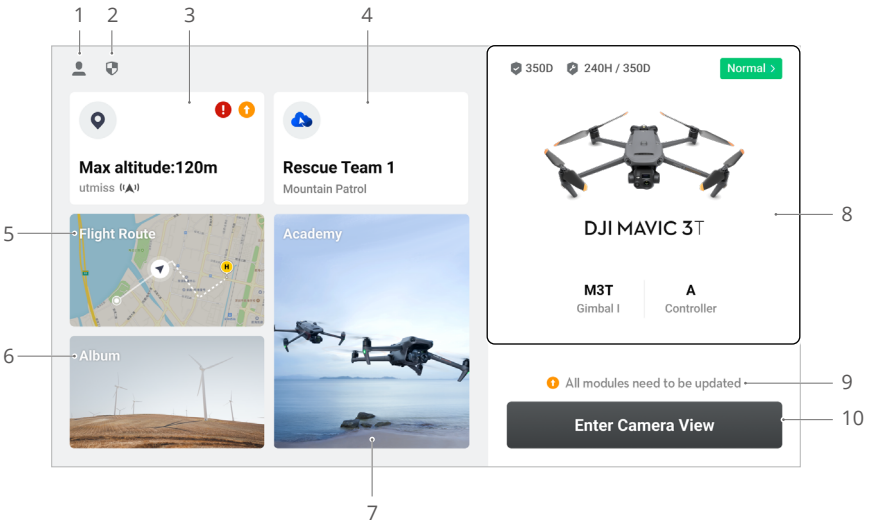 1
2
3
4
350D
240H / 350D
Normal >
Max altitude:120m
utmiss
Rescue Team 1
Mountain Patrol
5
Flight Route
H
Academy
DJI MAVIC 3T
8
M3T
Gimbal I
A
Controller
6
Album
All modules need to be updated
9
Enter Camera View
10
7